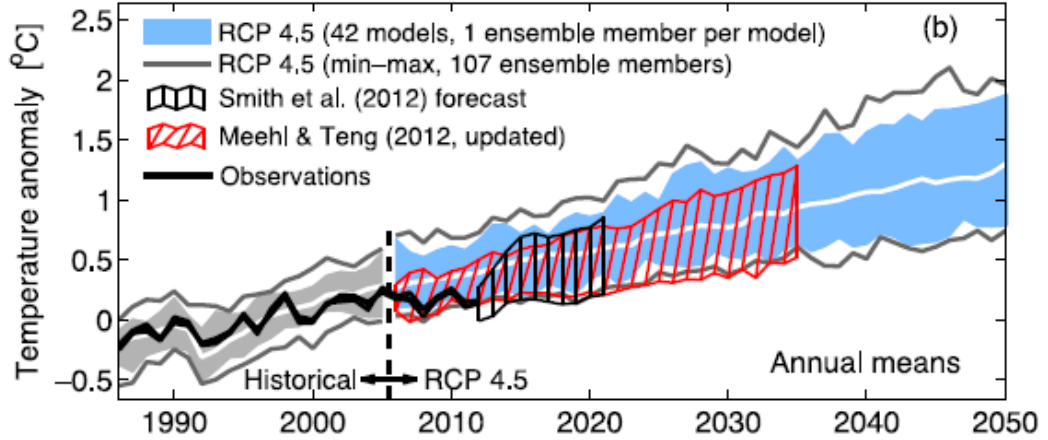 Temperature anomaly [°C]
2.5
2
1.5
1
0.5
0
−0.5
RCP 4.5 (42 models, 1 ensemble member per model)
(b)
RCP 4.5 (min−max, 107 ensemble members)
Smith et al. (2012) forecast
Meehl & Teng (2012, updated)
Observations
Historical
RCP 4.5
Annual means
1990
2000
2010
2020
2030
2040
2050